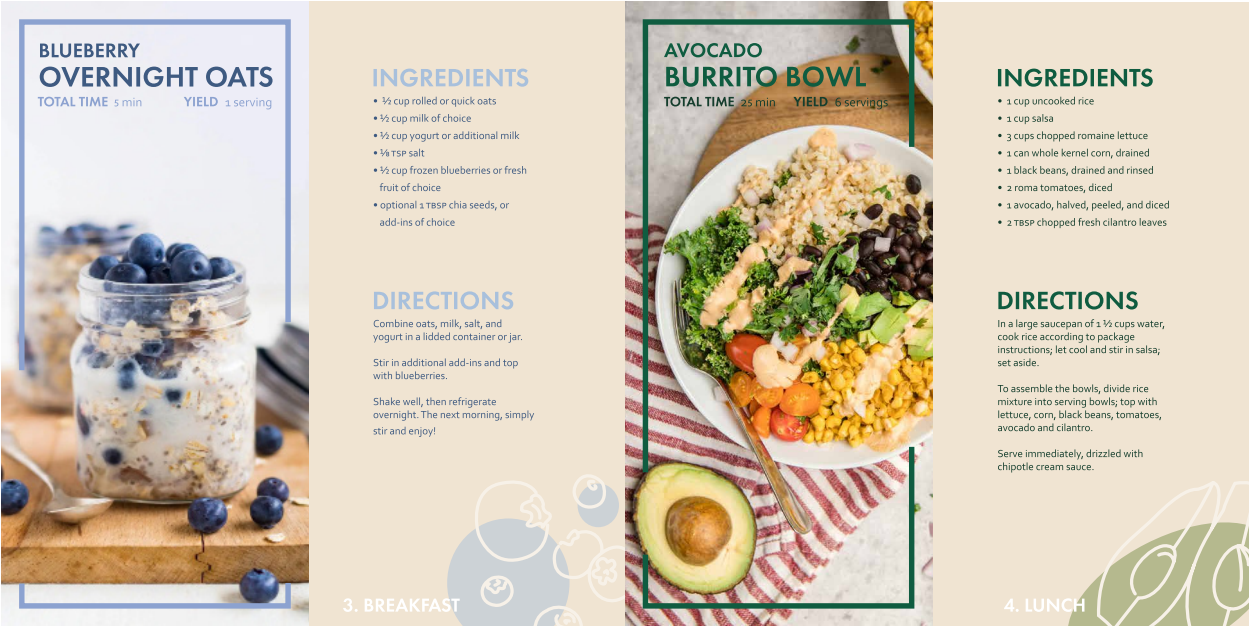 BLUEBERRY
OVERNIGHT OATS
TOTAL TIME 5 min YIELD 1 serving
INGREDIENTS
• ½ cup rolled or quick oats
• ½ cup milk of choice
• ½ cup yogurt or additional milk
• ⅛ TSP salt
• ½ cup frozen blueberries or fresh
fruit of choice
• optional 1 TBSP chia seeds, or
add-ins of choice
DIRECTIONS
Combine oats, milk, salt, and
yogurt in a lidded container or jar.
Stir in additional add-ins and top
with blueberries.
Shake well, then refrigerate
overnight. The next morning, simply
stir and enjoy!
3. BREAKFAST
AVOCADO
BURRITO BOWL
TOTAL TIME 25 min YIELD 6 servings
INGREDIENTS
• 1 cup uncooked rice
• 1 cup salsa
• 3 cups chopped romaine lettuce
• 1 can whole kernel corn, drained
• 1 black beans, drained and rinsed
• 2 roma tomatoes, diced
• 1 avocado, halved, peeled, and diced
• 2 TBSP chopped fresh cilantro leaves
DIRECTIONS
In a large saucepan of 1 ½ cups water,
cook rice according to package
instructions; let cool and stir in salsa;
set aside.
To assemble the bowls, divide rice
mixture into serving bowls; top with
lettuce, corn, black beans, tomatoes,
avocado and cilantro.
Serve immediately, drizzled with
chipotle cream sauce.
4. LUNCH